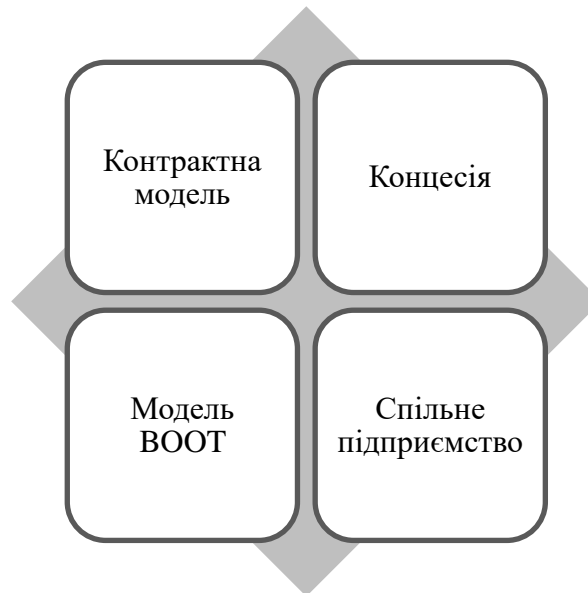 Контрактна
модель
Концесія
Модель
BOOT
Спільне
підприємство